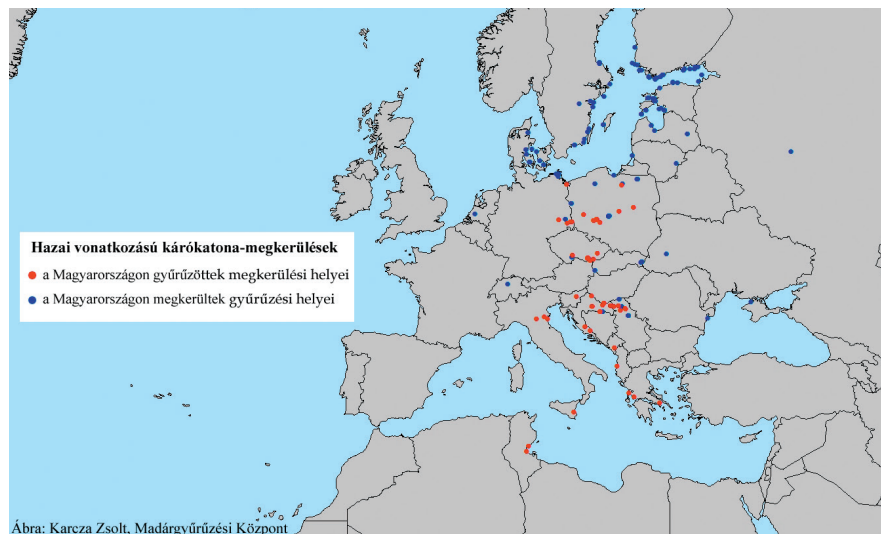 Hazai vonatkozású kárókatona-megkerülések
a Magyarországon gyűrűzöttek megkerülési helyei
a Magyarországon megkerültek gyűrűzési helyei
Ábra: Karcza Zsolt, Madárgyűrűzési Központ